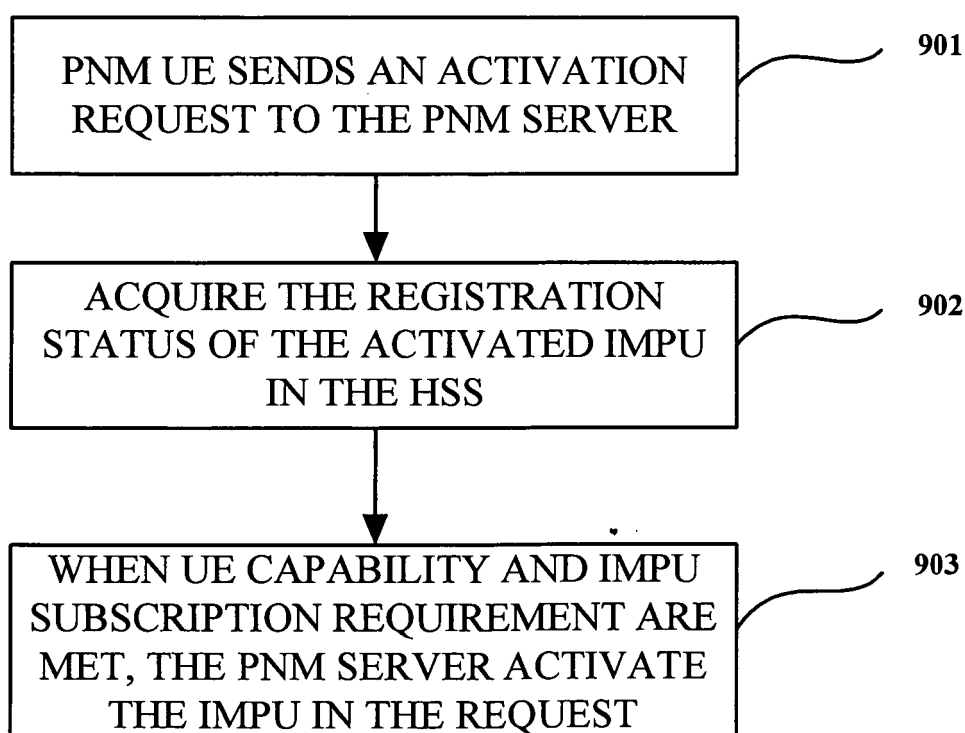 PNM UE SENDS AN ACTIVATION
REQUEST TO THE PNM SERVER
901
ACQUIRE THE REGISTRATION
STATUS OF THE ACTIVATED IMPU
IN THE HSS
902
WHEN UE CAPABILITY AND IMPU
SUBSCRIPTION REQUIREMENT ARE
MET, THE PNM SERVER ACTIVATE
THE IMPU IN THE REQUEST
903